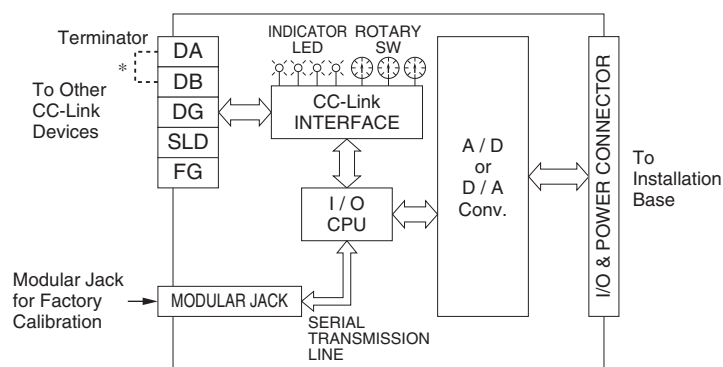 Terminator
*
To Other
CC-Link
Devices
DA
DB
DG
SLD
FG
INDICATOR
LED
ROTARY
SW
CC-Link
INTERFACE
I / O
CPU
A / D
or
D / A
Conv.
I/O & POWER CONNECTOR
To
Installation
Base
Modular Jack
for Factory
Calibration
MODULAR JACK
SERIAL
TRANSMISSION
LINE